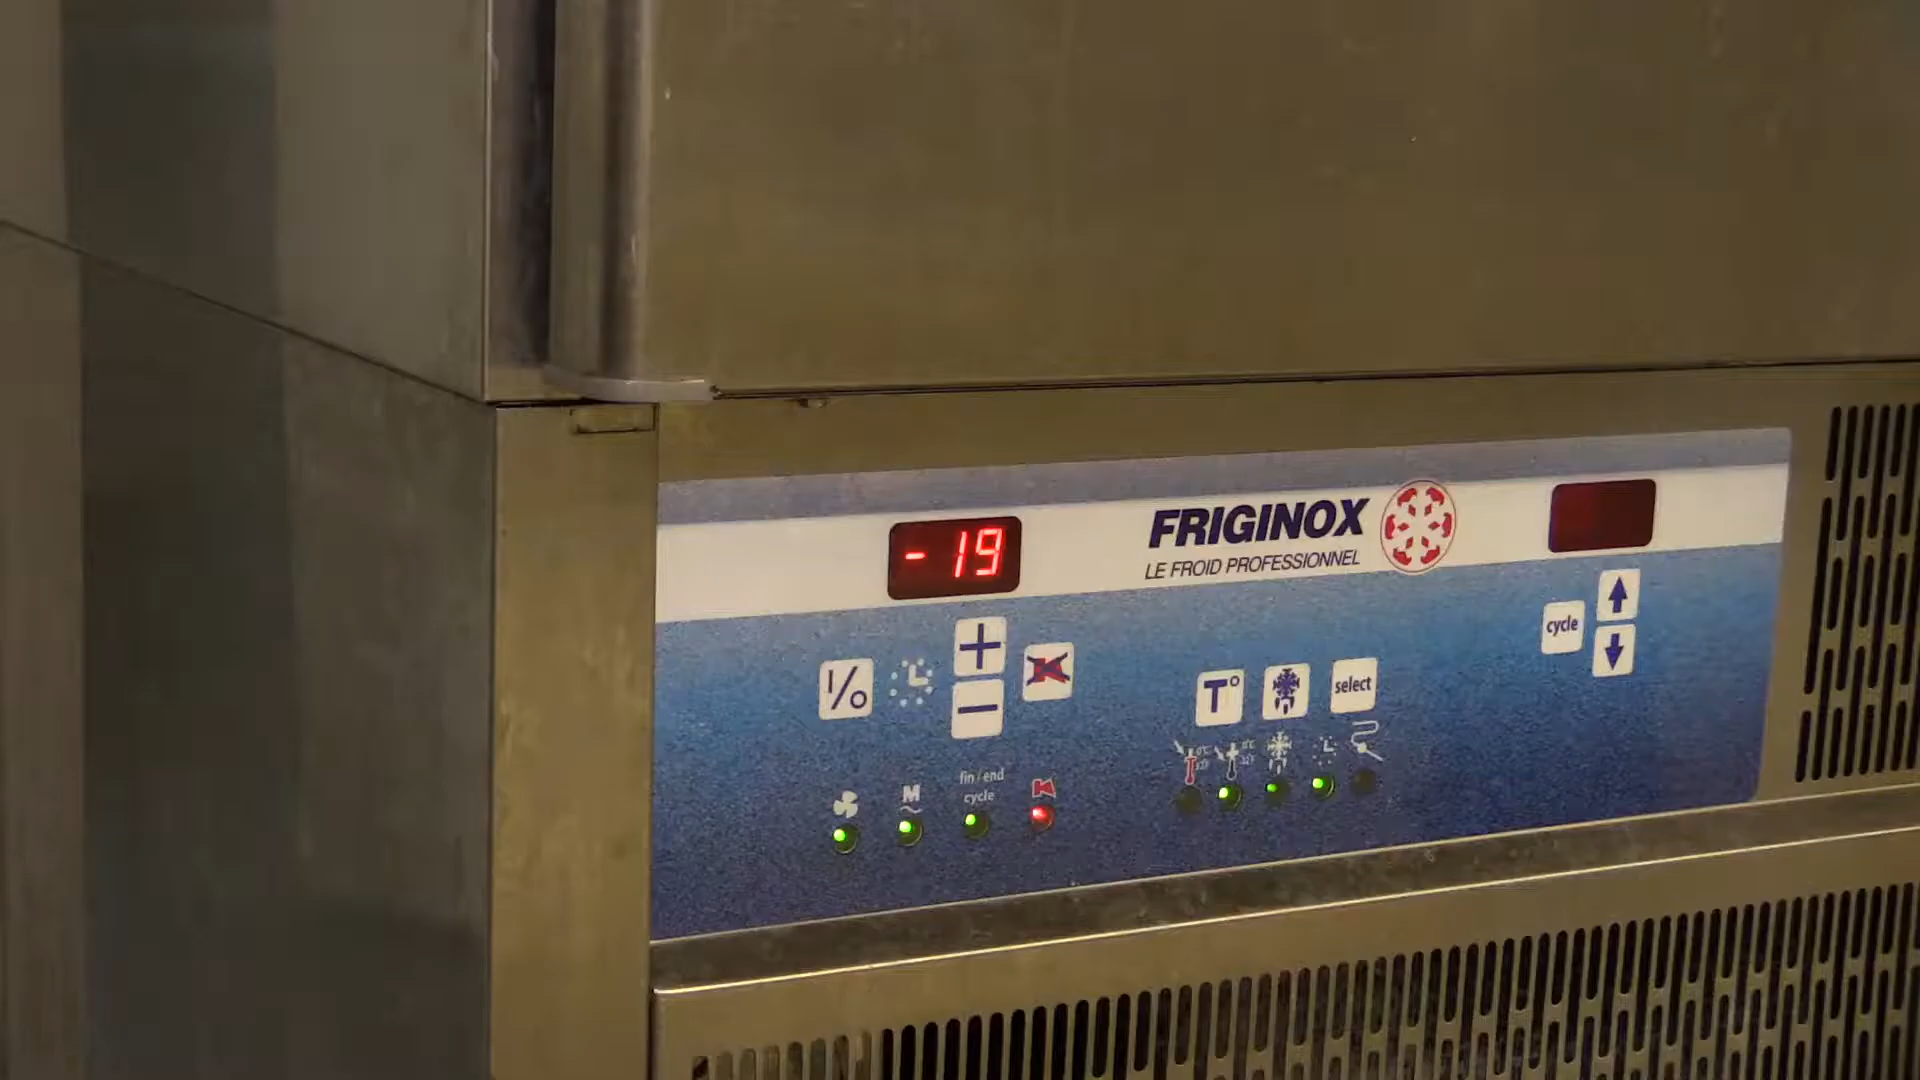 -19
FRIGINOX
LE FROID PROFESSIONNEL
I/O
+
-
T°
select
cycle
fin / end
cycle
M